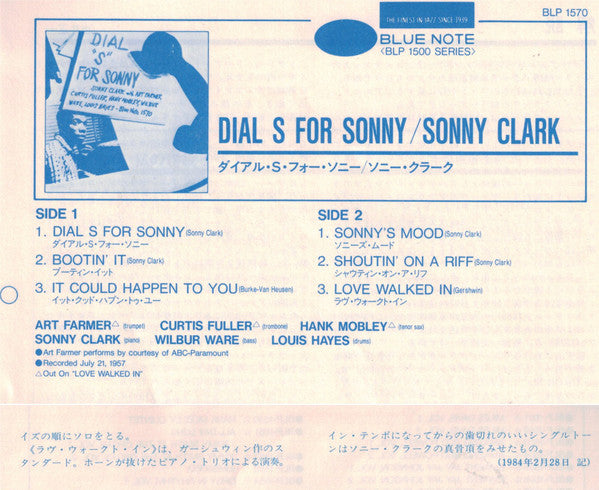 BLP 1570
THE FINEST IN JAZZ SINCE 1939
BLUE NOTE
〈BLP 1500 SERIES〉
DIAL
"S"
FOR SONNY
SONNY CLARK with ART FARMER,
CURTIS FULLER, HANK MOBLEY, WILBUR
WARE, LOUIS HAYES - Blue Note 1570
DIAL S FOR SONNY/SONNY CLARK
ダイアル・S・フォー・ソニー/ソニー・クラーク
SIDE 1
1. DIAL S FOR SONNY (Sonny Clark)
ダイアル・S・フォー・ソニー
2. BOOTIN' IT (Sonny Clark)
ブーティン・イット
3. IT COULD HAPPEN TO YOU (Burke-Van Heusen)
イット・クッド・ハプン・トゥ・ユー
SIDE 2
1. SONNY'S MOOD (Sonny Clark)
ソニーズ・ムード
2. SHOUTIN' ON A RIFF (Sonny Clark)
シャウティン・オン・ア・リフ
3. LOVE WALKED IN (Gershwin)
ラヴ・ウォークト・イン
ART FARMER△ (trumpet) CURTIS FULLER△ (trombone) HANK MOBLEY△ (tenor sax)
SONNY CLARK (piano) WILBUR WARE (bass) LOUIS HAYES (drums)
●Art Farmer performs by courtesy of ABC-Paramount
●Recorded July 21, 1957
△Out On "LOVE WALKED IN"
イズの順にソロをとる。
《ラヴ・ウォークト・イン》は、ガーシュウィン作のス
タンダード。ホーンが抜けたピアノ・トリオによる演奏。
イン・テンポになってからの歯切れのいいシングルトー
ンはソニー・クラークの真骨頂をみせたもの。
(1984年2月28日 記)